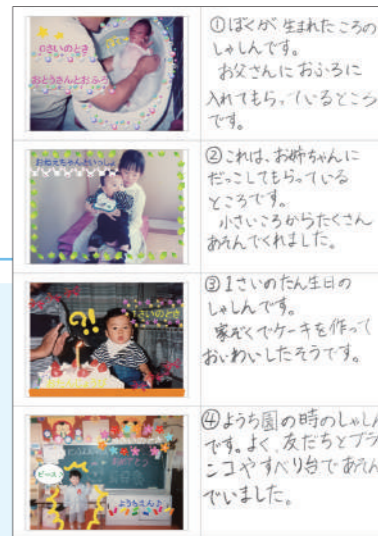 0さいのとき
おとうさんとおふろ
①ぼくが生まれたころの
しゃしんです。
お父さんにおふろに
入れてもらっているところ
です。
おねえちゃんといっしょ
②これは、お姉ちゃんに
だっこしてもらっている
ところです。
小さいころからたくさん
あそんでくれました。
?!
1さいのとき
③1さいのたん生日の
しゃしんです。
家ぞくでケーキを作って
おいわいしたそうです。
おめでとう
ピース
ようちえん♪
④ようち園の時のしゃしん
です。よく、友だちとブラ
ンコやすべり台であそん
でいました。